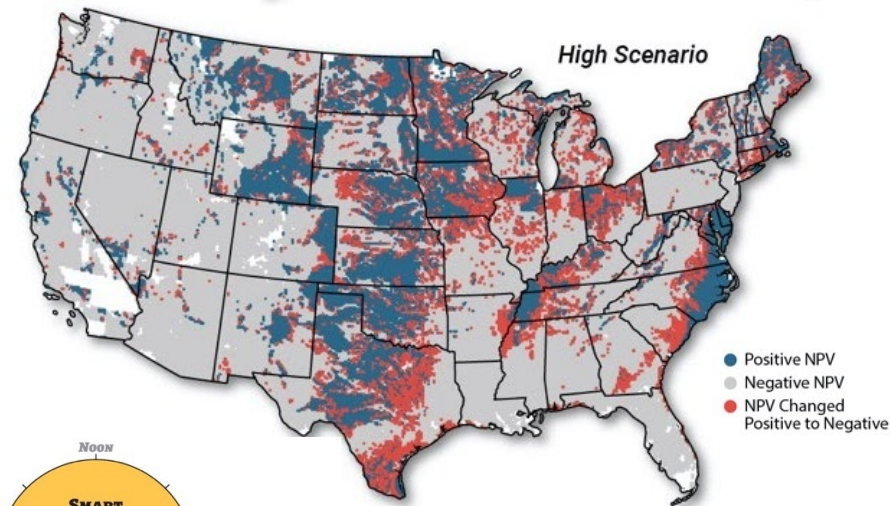 High Scenario
Positive NPV
Negative NPV
NPV Changed
Positive to Negative
NOON
SMART